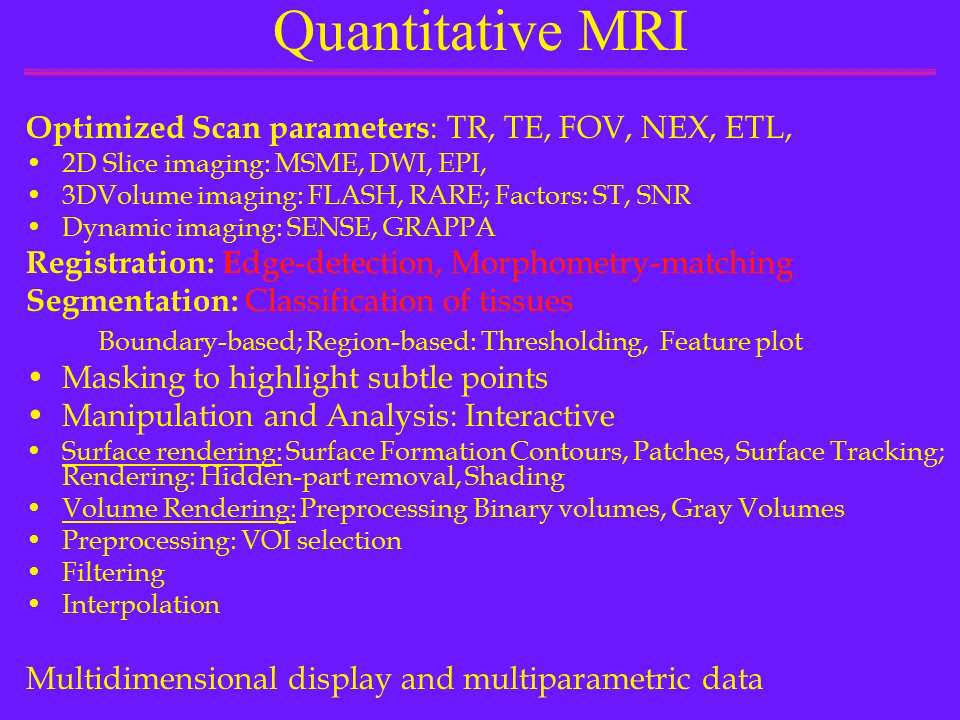 Quantitative MRI
Optimized Scan parameters: TR, TE, FOV, NEX, ETL,
• 2D Slice imaging: MSME, DWI, EPI,
• 3DVolume imaging: FLASH, RARE; Factors: ST, SNR
• Dynamic imaging: SENSE, GRAPPA
Registration: Edge-detection, Morphometry-matching
Segmentation: Classification of tissues
Boundary-based; Region-based: Thresholding, Feature plot
• Masking to highlight subtle points
• Manipulation and Analysis: Interactive
• Surface rendering: Surface Formation Contours, Patches, Surface Tracking;
Rendering: Hidden-part removal, Shading
• Volume Rendering: Preprocessing Binary volumes, Gray Volumes
• Preprocessing: VOI selection
• Filtering
• Interpolation
Multidimensional display and multiparametric data